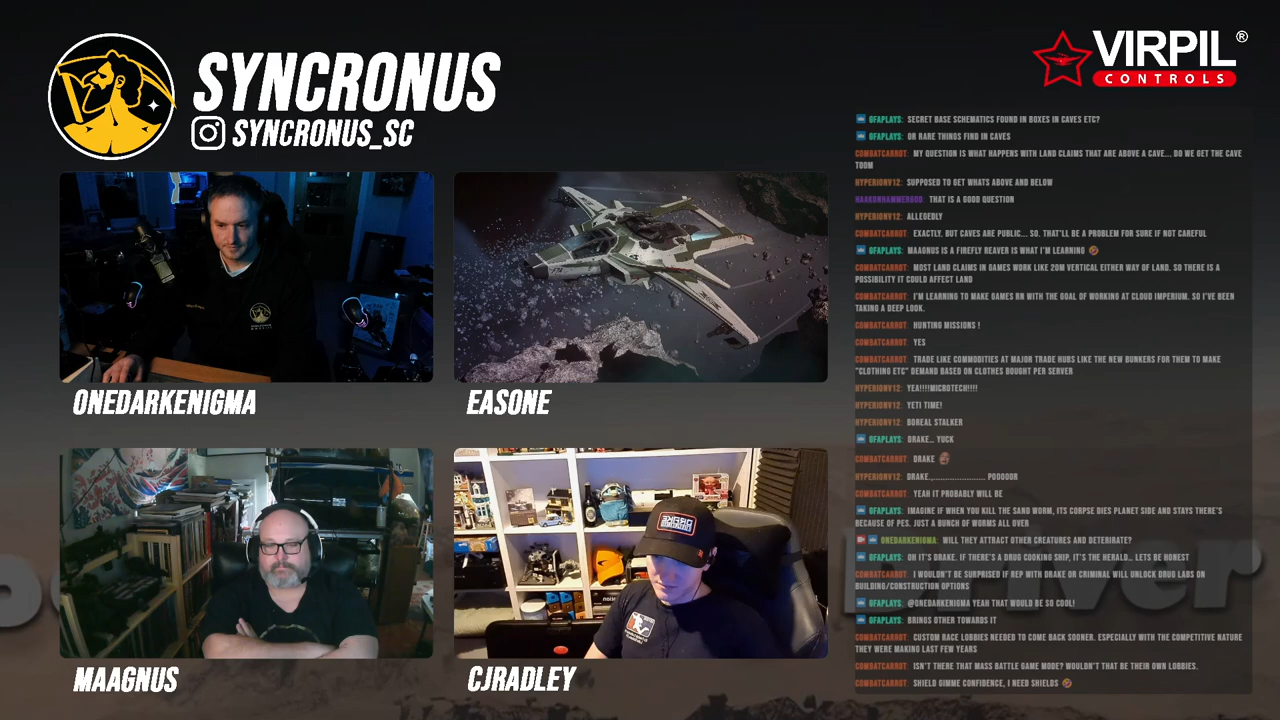 SYNCRONUS
SYNCRONUS_SC
VIRPIL®
CONTROLS
ONEDARKENIGMA
EASONE
MAAGNUS
CJRADLEY
OFAPLAYS: SECRET BASE SCHEMATICS FOUND IN BOXES IN CAVES ETC?
OFAPLAYS: OR RARE THINGS FIND IN CAVES
COMBATCARROT: MY QUESTION IS WHAT HAPPENS WITH LAND CLAIMS THAT ARE ABOVE A CAVE.... DO WE GET THE CAVE
TOOM
HYPERIONV12: SUPPOSED TO GET WHATS ABOVE AND BELOW
HAAKONHAMMERGOD: THAT IS A GOOD QUESTION
HYPERIONV12: ALLEGEDLY
COMBATCARROT: EXACTLY, BUT CAVES ARE PUBLIC... SO. THAT'LL BE A PROBLEM FOR SURE IF NOT CAREFUL
OFAPLAYS: MAAGNUS IS A FIREFLY REAVER IS WHAT I'M LEARNING 🤣
COMBATCARROT: MOST LAND CLAIMS IN GAMES WORK LIKE 20M VERTICAL EITHER WAY OF LAND. SO THERE IS A
POSSIBILITY IT COULD AFFECT LAND
COMBATCARROT: I'M LEARNING TO MAKE GAMES RN WITH THE GOAL OF WORKING AT CLOUD IMPERIUM. SO I'VE BEEN
TAKING A DEEP LOOK.
COMBATCARROT: HUNTING MISSIONS !
COMBATCARROT: YES
COMBATCARROT: TRADE LIKE COMMODITIES AT MAJOR TRADE HUBS LIKE THE NEW BUNKERS FOR THEM TO MAKE
"CLOTHING ETC" DEMAND BASED ON CLOTHES BOUGHT PER SERVER
HYPERIONV12: YEA!!!!MICROTECH!!!!
HYPERIONV12: YETI TIME!
HYPERIONV12: BOREAL STALKER
OFAPLAYS: DRAKE... YUCK
COMBATCARROT: DRAKE
HYPERIONV12: DRAKE.,......................... POOOOOR
COMBATCARROT: YEAH IT PROBABLY WILL BE
OFAPLAYS: IMAGINE IF WHEN YOU KILL THE SAND WORM, ITS CORPSE DIES PLANET SIDE AND STAYS THERE'S
BECAUSE OF PES. JUST A BUNCH OF WORMS ALL OVER
ONEDARKENIGMA: WILL THEY ATTRACT OTHER CREATURES AND DETERIRATE?
OFAPLAYS: OH IT'S DRAKE. IF THERE'S A DRUG COOKING SHIP, IT'S THE HERALD... LETS BE HONEST
COMBATCARROT: I WOULDN'T BE SURPRISED IF REP WITH DRAKE OR CRIMINAL WILL UNLOCK DRUG LABS ON
BUILDING/CONSTRUCTION OPTIONS
OFAPLAYS: @ONEDARKENIGMA YEAH THAT WOULD BE SO COOL!
OFAPLAYS: BRINGS OTHER TOWARDS IT
COMBATCARROT: CUSTOM RACE LOBBIES NEEDED TO COME BACK SOONER. ESPECIALLY WITH THE COMPETITIVE NATURE
THEY WERE MAKING LAST FEW YEARS
COMBATCARROT: ISN'T THERE THAT MASS BATTLE GAME MODE? WOULDN'T THAT BE THEIR OWN LOBBIES.
COMBATCARROT: SHIELD GIMME CONFIDENCE, I NEED SHIELDS 🤣